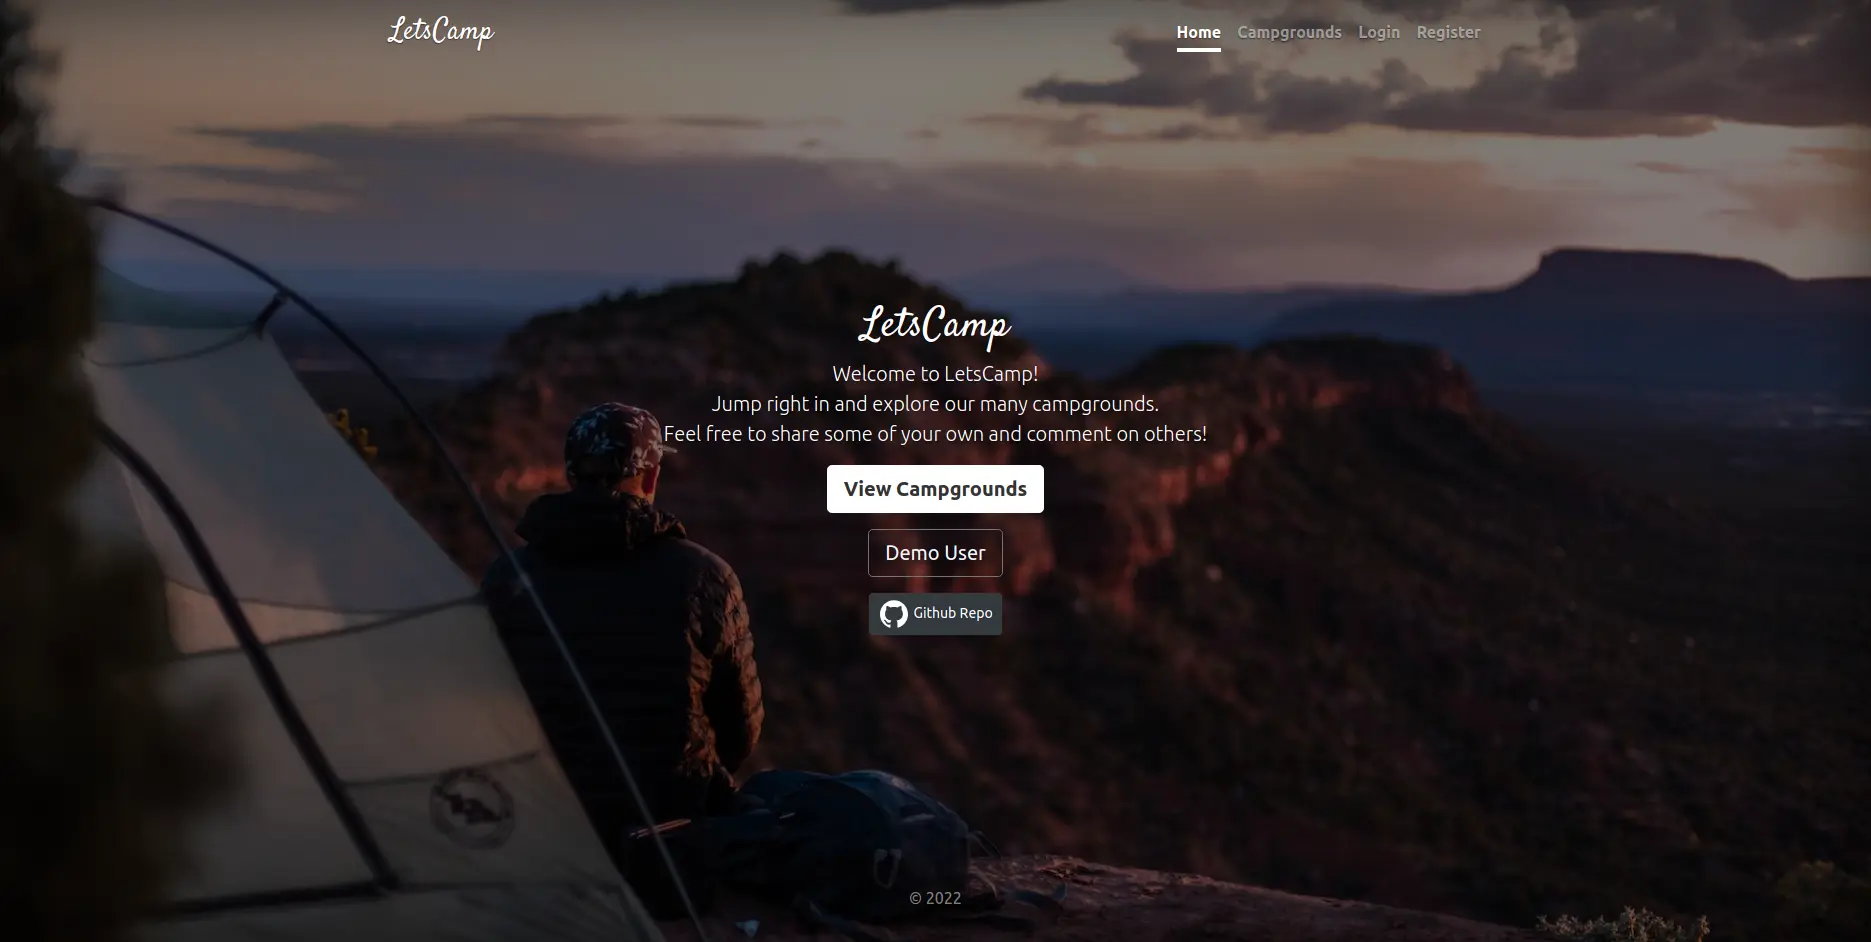 LetsCamp
Home Campgrounds Login Register
LetsCamp
Welcome to LetsCamp!
Jump right in and explore our many campgrounds.
Feel free to share some of your own and comment on others!
View Campgrounds
Demo User
Github Repo
© 2022